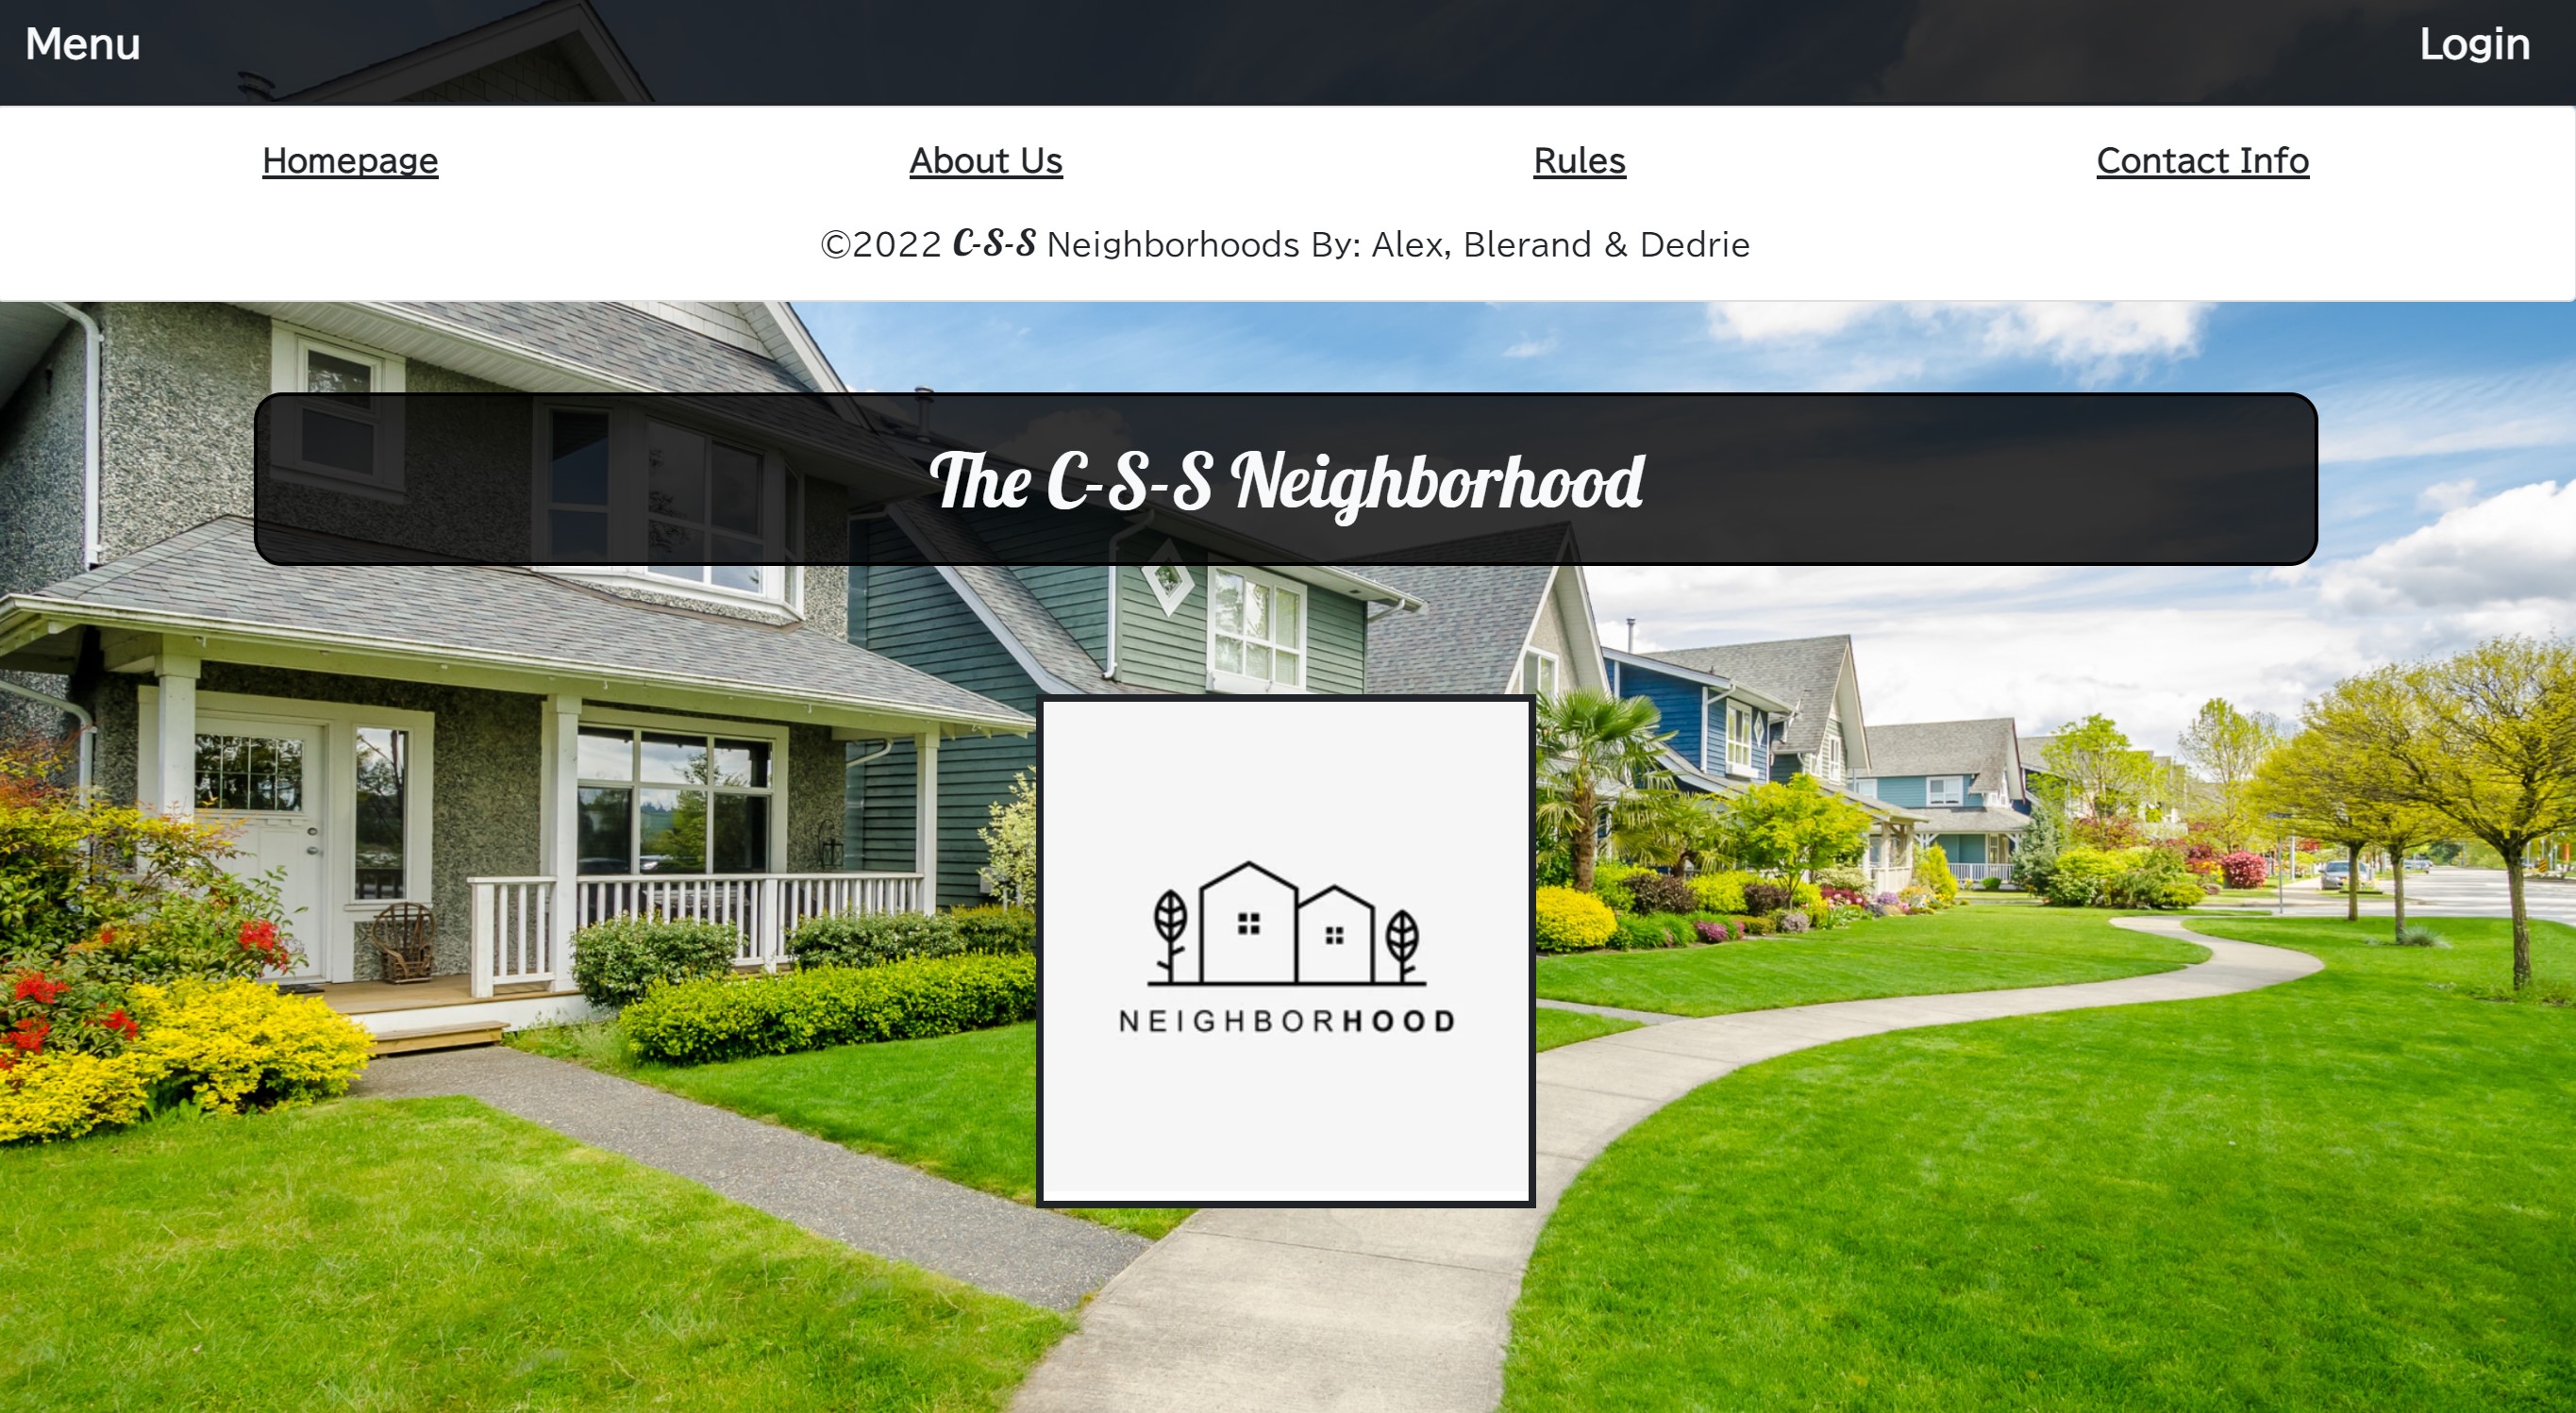 Menu Login
Homepage About Us Rules Contact Info
©2022 C-S-S Neighborhoods By: Alex, Blerand & Dedrie
The C-S-S Neighborhood
NEIGHBORHOOD